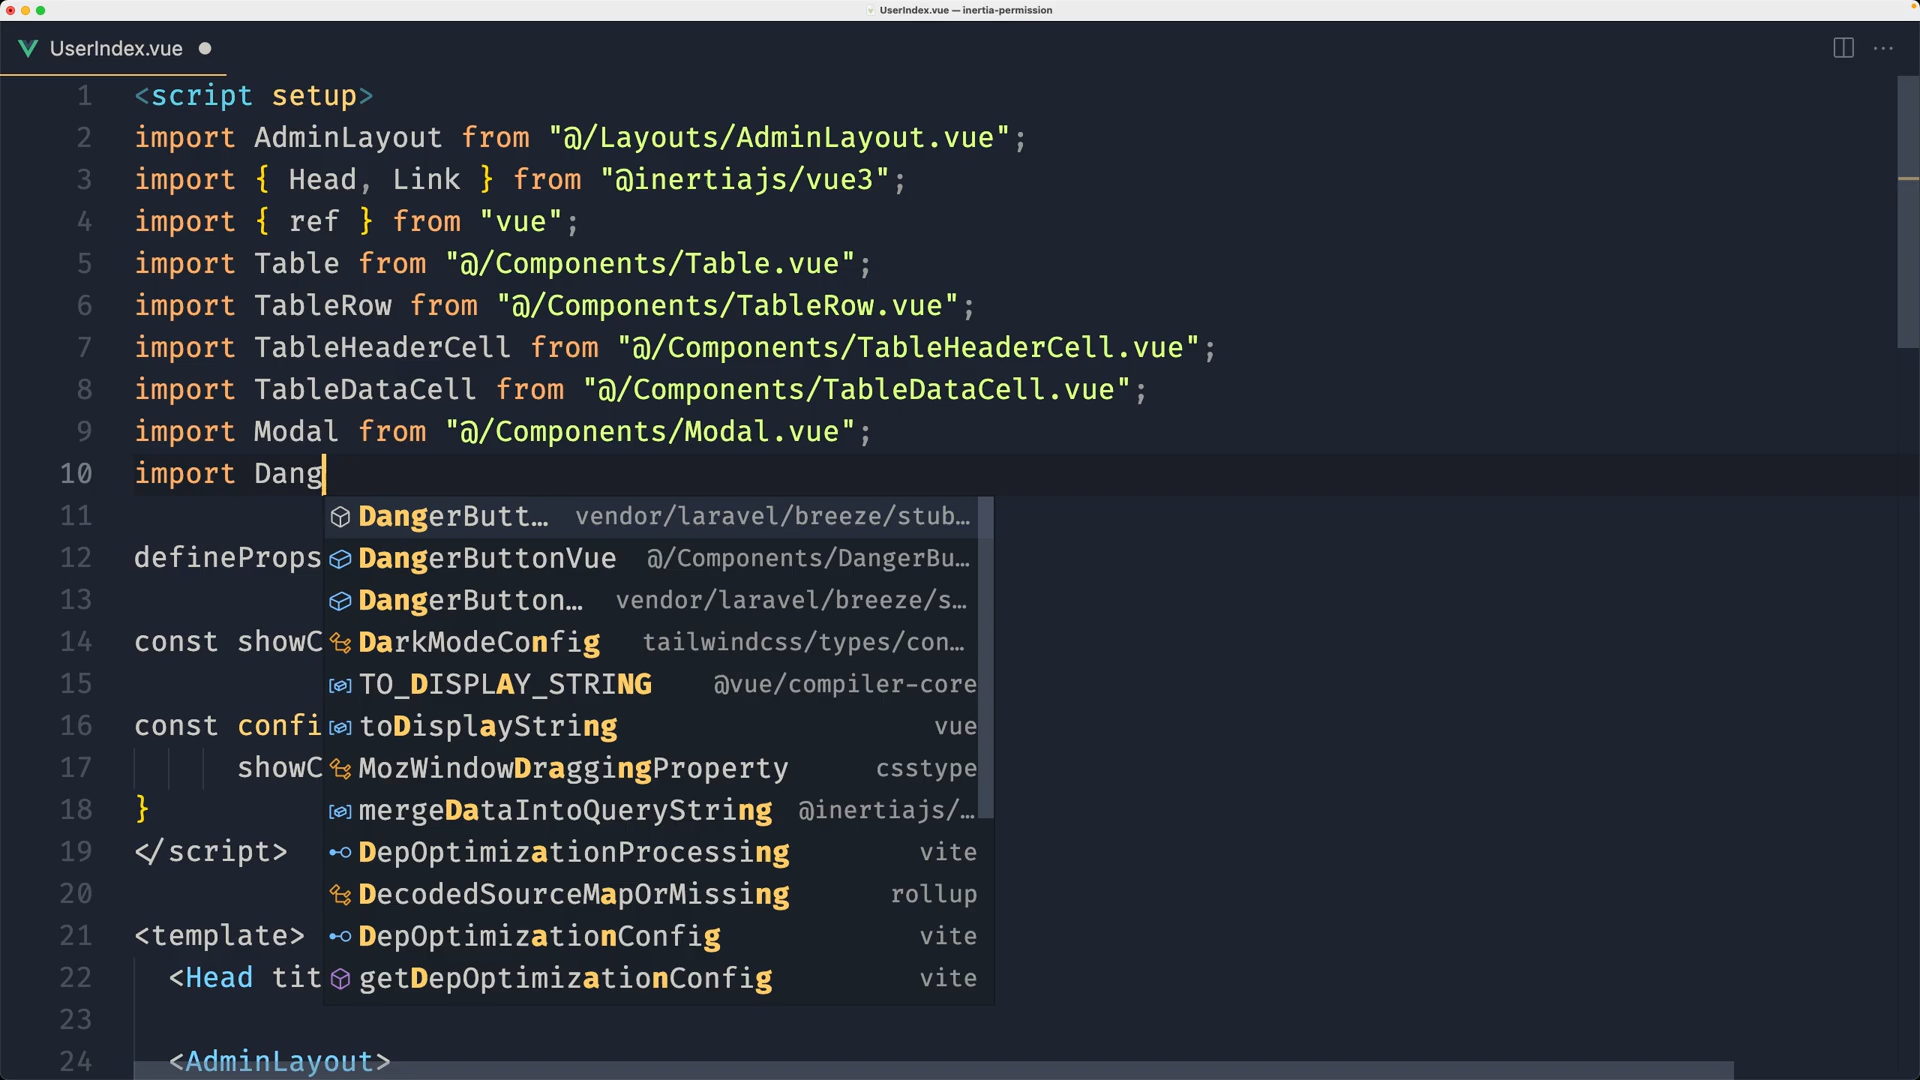 UserIndex.vue — inertia-permission
UserIndex.vue
1 <script setup>
2 import AdminLayout from "@/Layouts/AdminLayout.vue";
3 import { Head, Link } from "@inertiajs/vue3";
4 import { ref } from "vue";
5 import Table from "@/Components/Table.vue";
6 import TableRow from "@/Components/TableRow.vue";
7 import TableHeaderCell from "@/Components/TableHeaderCell.vue";
8 import TableDataCell from "@/Components/TableDataCell.vue";
9 import Modal from "@/Components/Modal.vue";
10 import Dang
11 DangerButt… vendor/laravel/breeze/stub…
12 defineProps DangerButtonVue @/Components/DangerBu…
13 DangerButton… vendor/laravel/breeze/s…
14 const showC DarkModeConfig tailwindcss/types/con…
15 TO_DISPLAY_STRING @vue/compiler-core
16 const confi toDisplayString vue
17 showC MozWindowDraggingProperty csstype
18 } mergeDataIntoQueryString @inertiajs/…
19 </script> DepOptimizationProcessing vite
20 DecodedSourceMapOrMissing rollup
21 <template> DepOptimizationConfig vite
22 <Head tit getDepOptimizationConfig vite
23
24 <AdminLayout>